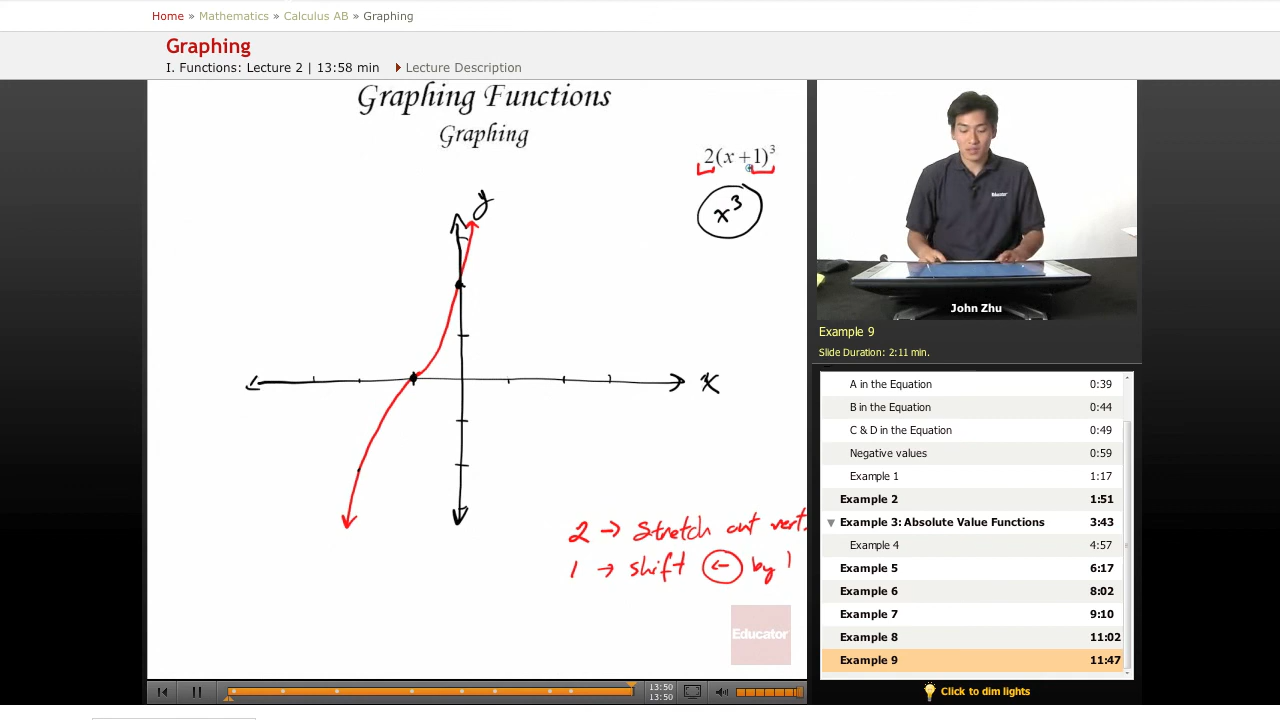 Home » Mathematics » Calculus AB » Graphing
Graphing
I. Functions: Lecture 2 | 13:58 min
Lecture Description
Graphing Functions
Graphing
2(x+1)³
x³
y
x
2 → stretch out vert.
1 → shift ← by 1
Educator
Educator
John Zhu
Example 9
Slide Duration: 2:11 min.
A in the Equation 0:39
B in the Equation 0:44
C & D in the Equation 0:49
Negative values 0:59
Example 1 1:17
Example 2 1:51
Example 3: Absolute Value Functions 3:43
Example 4 4:57
Example 5 6:17
Example 6 8:02
Example 7 9:10
Example 8 11:02
Example 9 11:47
13:50
13:50
Click to dim lights